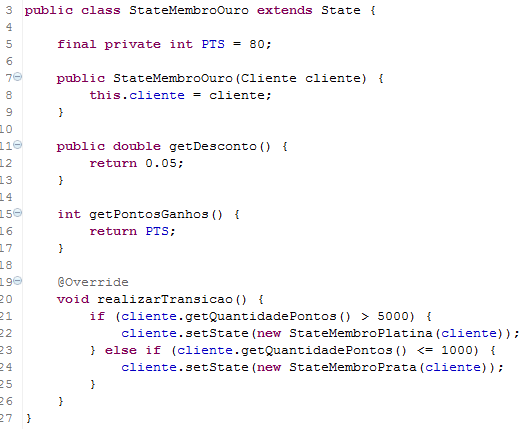 3 public class StateMembroOuro extends State {
4
5     final private int PTS = 80;
6
7     public StateMembroOuro(Cliente cliente) {
8         this.cliente = cliente;
9     }
10
11     public double getDesconto() {
12         return 0.05;
13     }
14
15     int getPontosGanhos() {
16         return PTS;
17     }
18
19     @Override
20     void realizarTransicao() {
21         if (cliente.getQuantidadePontos() > 5000) {
22             cliente.setState(new StateMembroPlatina(cliente));
23         } else if (cliente.getQuantidadePontos() <= 1000) {
24             cliente.setState(new StateMembroPrata(cliente));
25         }
26     }
27 }